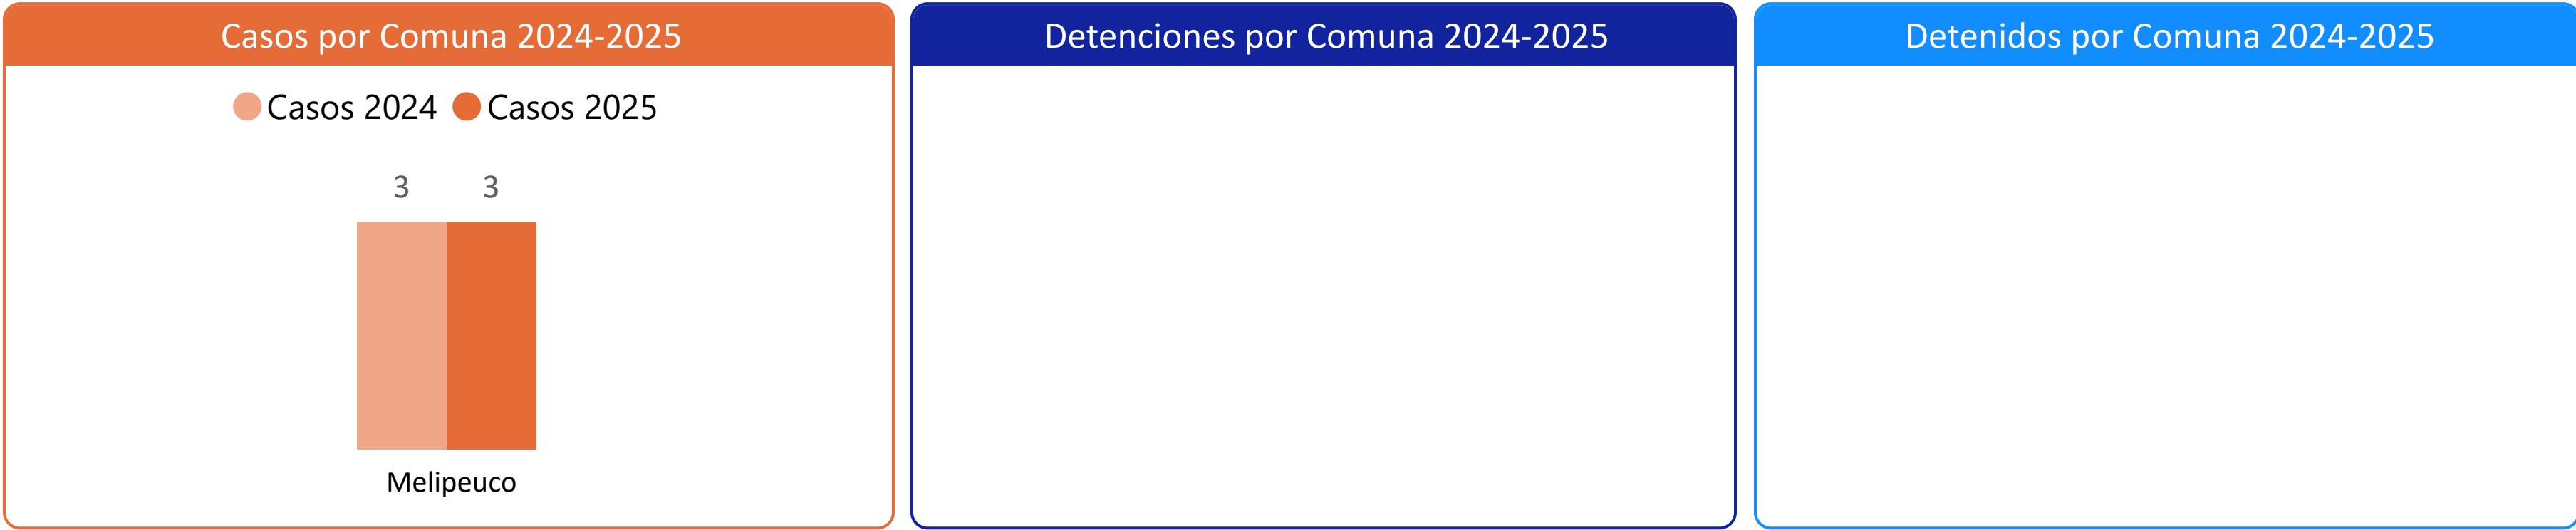 Casos por Comuna 2024-2025
Casos 2024 Casos 2025
3 3
Melipeuco
Detenciones por Comuna 2024-2025
Detenidos por Comuna 2024-2025